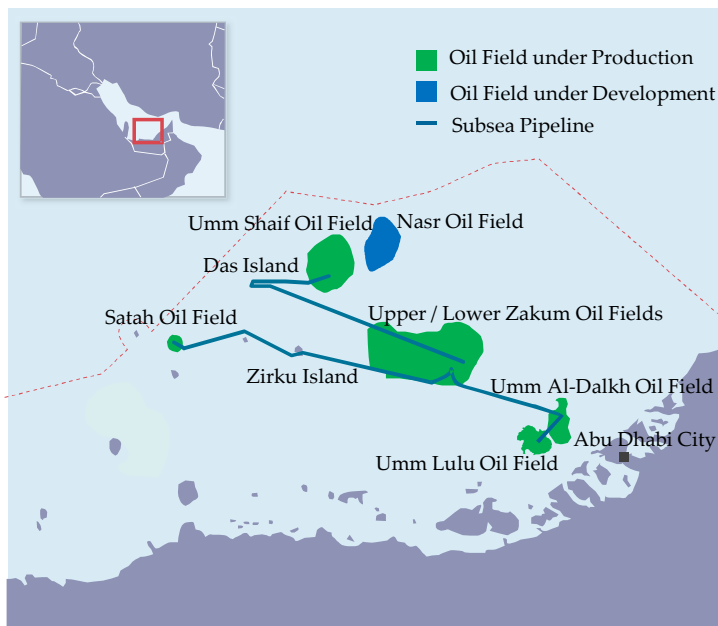 Oil Field under Production
Oil Field under Development
Subsea Pipeline
Umm Shaif Oil Field
Nasr Oil Field
Das Island
Satah Oil Field
Upper / Lower Zakum Oil Fields
Zirku Island
Umm Al-Dalkh Oil Field
Abu Dhabi City
Umm Lulu Oil Field